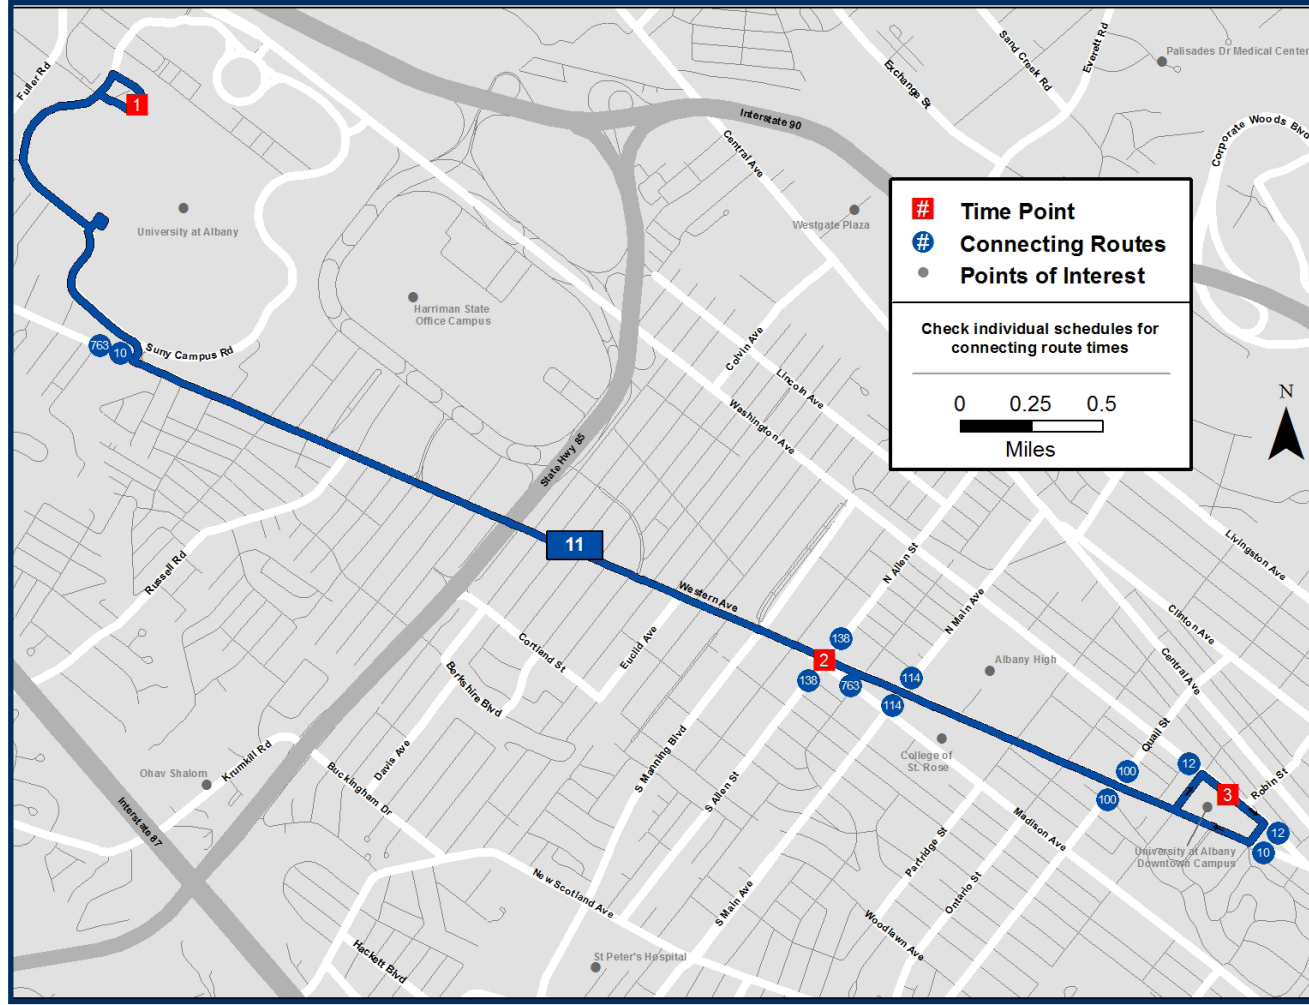 Fuller Rd
1
University at Albany
Harriman State
Office Campus
763
10
Suny Campus Rd
Interstate 90
Central Ave
Exchange St
Sand Creek Rd
Everett Rd
Palisades Dr Medical Center
Corporate Woods Blvd
Westgate Plaza
# Time Point
# Connecting Routes
Points of Interest
Check individual schedules for
connecting route times
0 0.25 0.5
Miles
N
Colvin Ave
Lincoln Ave
Washington Ave
State Hwy 85
11
Western Ave
Russell Rd
Cortland St
Euclid Ave
Berkshire Blvd
Davis Ave
Krumkill Rd
Buckingham Dr
Ohav Shalom
Interstate 87
N Allen St
N Main Ave
Livingston Ave
Clinton Ave
Central Ave
138
2
138
763
114
114
Albany High
College of
St. Rose
Quail St
100
100
12
3
Robin St
12
10
University at Albany
Downtown Campus
S Manning Blvd
S Allen St
S Main Ave
Madison Ave
Partridge St
Ontario St
Woodlawn Ave
New Scotland Ave
Hackett Blvd
St Peter's Hospital